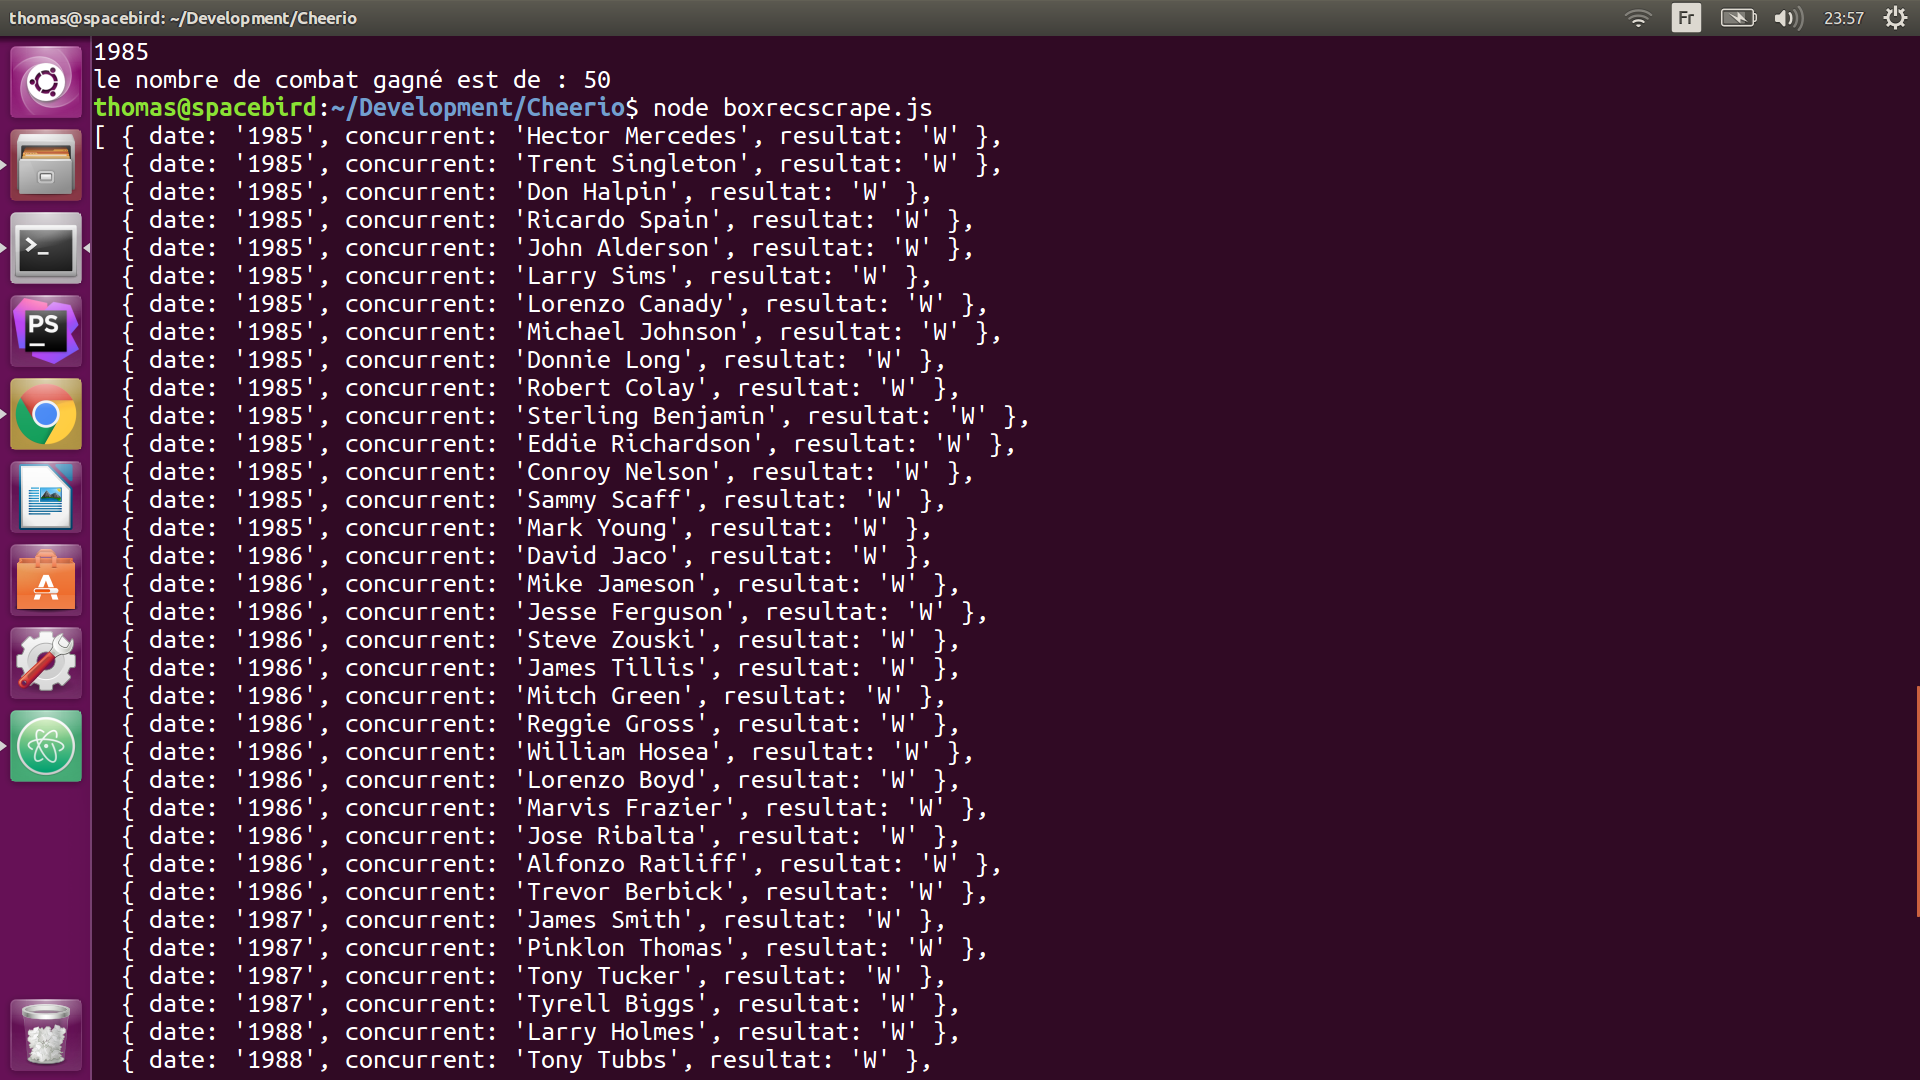 thomas@spacebird: ~/Development/Cheerio
Fr
23:57
1985
le nombre de combat gagné est de : 50
thomas@spacebird:~/Development/Cheerio$ node boxrecscrape.js
[ { date: '1985', concurrent: 'Hector Mercedes', resultat: 'W' },
  { date: '1985', concurrent: 'Trent Singleton', resultat: 'W' },
  { date: '1985', concurrent: 'Don Halpin', resultat: 'W' },
  { date: '1985', concurrent: 'Ricardo Spain', resultat: 'W' },
  { date: '1985', concurrent: 'John Alderson', resultat: 'W' },
  { date: '1985', concurrent: 'Larry Sims', resultat: 'W' },
  { date: '1985', concurrent: 'Lorenzo Canady', resultat: 'W' },
  { date: '1985', concurrent: 'Michael Johnson', resultat: 'W' },
  { date: '1985', concurrent: 'Donnie Long', resultat: 'W' },
  { date: '1985', concurrent: 'Robert Colay', resultat: 'W' },
  { date: '1985', concurrent: 'Sterling Benjamin', resultat: 'W' },
  { date: '1985', concurrent: 'Eddie Richardson', resultat: 'W' },
  { date: '1985', concurrent: 'Conroy Nelson', resultat: 'W' },
  { date: '1985', concurrent: 'Sammy Scaff', resultat: 'W' },
  { date: '1985', concurrent: 'Mark Young', resultat: 'W' },
  { date: '1986', concurrent: 'David Jaco', resultat: 'W' },
  { date: '1986', concurrent: 'Mike Jameson', resultat: 'W' },
  { date: '1986', concurrent: 'Jesse Ferguson', resultat: 'W' },
  { date: '1986', concurrent: 'Steve Zouski', resultat: 'W' },
  { date: '1986', concurrent: 'James Tillis', resultat: 'W' },
  { date: '1986', concurrent: 'Mitch Green', resultat: 'W' },
  { date: '1986', concurrent: 'Reggie Gross', resultat: 'W' },
  { date: '1986', concurrent: 'William Hosea', resultat: 'W' },
  { date: '1986', concurrent: 'Lorenzo Boyd', resultat: 'W' },
  { date: '1986', concurrent: 'Marvis Frazier', resultat: 'W' },
  { date: '1986', concurrent: 'Jose Ribalta', resultat: 'W' },
  { date: '1986', concurrent: 'Alfonzo Ratliff', resultat: 'W' },
  { date: '1986', concurrent: 'Trevor Berbick', resultat: 'W' },
  { date: '1987', concurrent: 'James Smith', resultat: 'W' },
  { date: '1987', concurrent: 'Pinklon Thomas', resultat: 'W' },
  { date: '1987', concurrent: 'Tony Tucker', resultat: 'W' },
  { date: '1987', concurrent: 'Tyrell Biggs', resultat: 'W' },
  { date: '1988', concurrent: 'Larry Holmes', resultat: 'W' },
  { date: '1988', concurrent: 'Tony Tubbs', resultat: 'W' },
PS